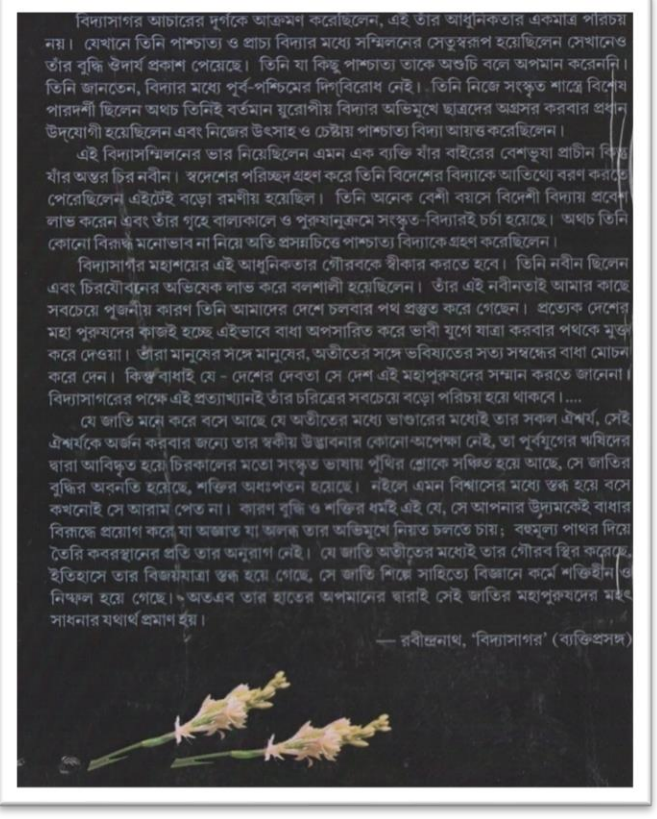 বিদ্যাসাগর আচারের দুর্গকে আক্রমণ করেছিলেন, এই তাঁর আধুনিকতার একমাত্র পরিচয়
নয়। যেখানে তিনি পাশ্চাত্য ও প্রাচ্য বিদ্যার মধ্যে সম্মিলনের সেতুস্বরূপ হয়েছিলেন সেখানেও
তাঁর বুদ্ধি ঔদার্য প্রকাশ পেয়েছে। তিনি যা কিছু পাশ্চাত্য তাকে অশুচি বলে অপমান করেননি।
তিনি জানতেন, বিদ্যার মধ্যে পূর্ব-পশ্চিমের দিগ্‌বিরোধ নেই। তিনি নিজে সংস্কৃত শাস্ত্রে বিশেষ
পারদর্শী ছিলেন অথচ তিনিই বর্তমান য়ুরোপীয় বিদ্যার অভিমুখে ছাত্রদের অগ্রসর করবার প্রধান
উদ্‌যোগী হয়েছিলেন এবং নিজের উৎসাহ ও চেষ্টায় পাশ্চাত্য বিদ্যা আয়ত্ত করেছিলেন।
এই বিদ্যাসম্মিলনের ভার নিয়েছিলেন এমন এক ব্যক্তি যাঁর বাইরের বেশভূষা প্রাচীন কিন্তু
যাঁর অন্তর চির নবীন। স্বদেশের পরিচ্ছদ গ্রহণ করে তিনি বিদেশের বিদ্যাকে আতিথ্যে বরণ করতে
পেরেছিলেন এইটেই বড়ো রমণীয় হয়েছিল। তিনি অনেক বেশী বয়সে বিদেশী বিদ্যায় প্রবেশ
লাভ করেন এবং তাঁর গৃহে বাল্যকালে ও পুরুষানুক্রমে সংস্কৃত-বিদ্যারই চর্চা হয়েছে। অথচ তিনি
কোনো বিরুদ্ধ মনোভাব না নিয়ে অতি প্রসন্নচিত্তে পাশ্চাত্য বিদ্যাকে গ্রহণ করেছিলেন।
বিদ্যাসাগর মহাশয়ের এই আধুনিকতার গৌরবকে স্বীকার করতে হবে। তিনি নবীন ছিলেন
এবং চিরযৌবনের অভিষেক লাভ করে বলশালী হয়েছিলেন। তাঁর এই নবীনতাই আমার কাছে
সবচেয়ে পূজনীয় কারণ তিনি আমাদের দেশে চলবার পথ প্রস্তুত করে গেছেন। প্রত্যেক দেশের
মহা পুরুষদের কাজই হচ্ছে এইভাবে বাধা অপসারিত করে ভাবী যুগে যাত্রা করবার পথকে মুক্ত
করে দেওয়া। তাঁরা মানুষের সঙ্গে মানুষের, অতীতের সঙ্গে ভবিষ্যতের সত্য সম্বন্ধের বাধা মোচন
করে দেন। কিন্তু বাধাই যে - দেশের দেবতা সে দেশ এই মহাপুরুষদের সম্মান করতে জানেনা।
বিদ্যাসাগরের পক্ষে এই প্রত্যাখ্যানই তাঁর চরিত্রের সবচেয়ে বড়ো পরিচয় হয়ে থাকবে।....
যে জাতি মনে করে বসে আছে যে অতীতের মধ্যে ভাণ্ডারের মধ্যেই তার সকল ঐশ্বর্য, সেই
ঐশ্বর্যকে অর্জন করবার জন্যে তার স্বকীয় উদ্ভাবনার কোনো অপেক্ষা নেই, তা পূর্বযুগের ঋষিদের
দ্বারা আবিষ্কৃত হয়ে চিরকালের মতো সংস্কৃত ভাষায় পুঁথির শ্লোকে সঞ্চিত হয়ে আছে, সে জাতির
বুদ্ধির অবনতি হয়েছে, শক্তির অধঃপতন হয়েছে। নইলে এমন বিশ্বাসের মধ্যে স্তব্ধ হয়ে বসে
কখনোই সে আরাম পেত না। কারণ বুদ্ধি ও শক্তির ধর্মই এই যে, সে আপনার উদ্যমকেই বাধার
বিরুদ্ধে প্রয়োগ করে যা অজ্ঞাত যা অলব্ধ তার অভিমুখে নিয়ত চলতে চায়; বহুমূল্য পাথর দিয়ে
তৈরি কবরস্থানের প্রতি তার অনুরাগ নেই। যে জাতি অতীতের মধ্যেই তার গৌরব স্থির করেছে,
ইতিহাসে তার বিজয়যাত্রা স্তব্ধ হয়ে গেছে, সে জাতি শিল্পে সাহিত্যে বিজ্ঞানে কর্মে শক্তিহীন ও
নিষ্ফল হয়ে গেছে। অতএব তার হাতের অপমানের দ্বারাই সেই জাতির মহাপুরুষদের মহৎ
সাধনার যথার্থ প্রমাণ হয়।
— রবীন্দ্রনাথ, ‘বিদ্যাসাগর’ (ব্যক্তিপ্রসঙ্গ)